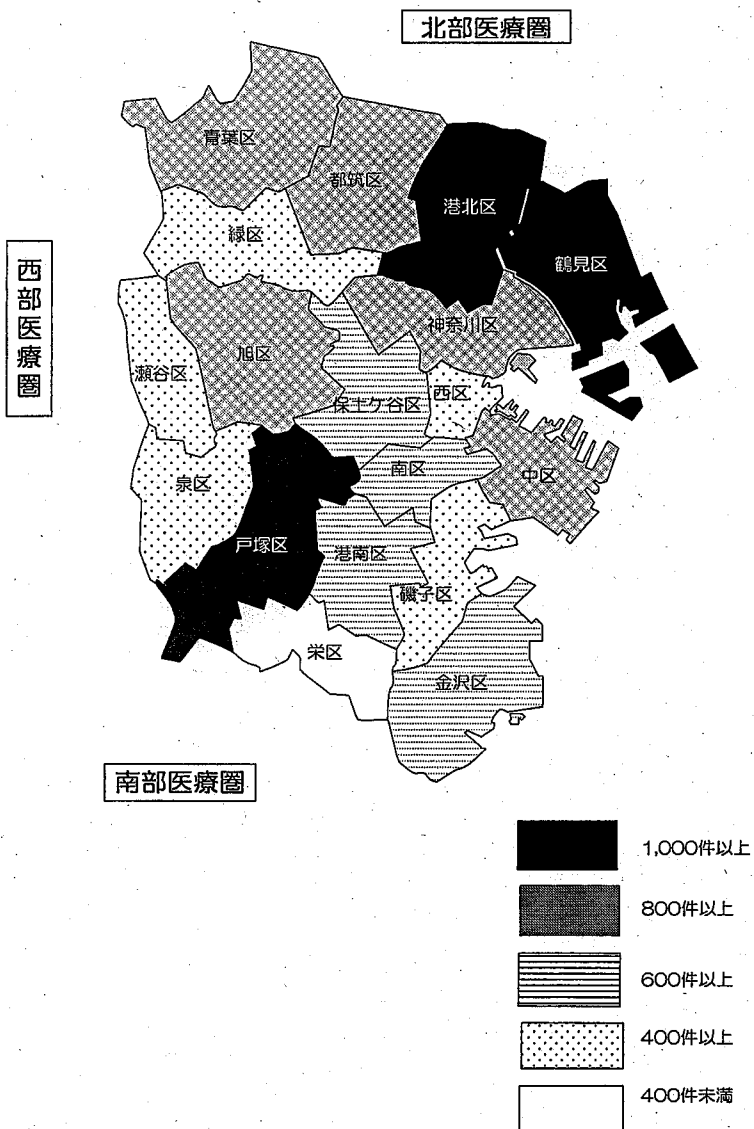 北部医療圏
青葉区
都筑区
港北区
緑区
鶴見区
西部医療圏
神奈川区
旭区
瀬谷区
西区
保土ケ谷区
南区
中区
泉区
戸塚区
港南区
磯子区
栄区
金沢区
南部医療圏
1,000件以上
800件以上
600件以上
400件以上
400件未満